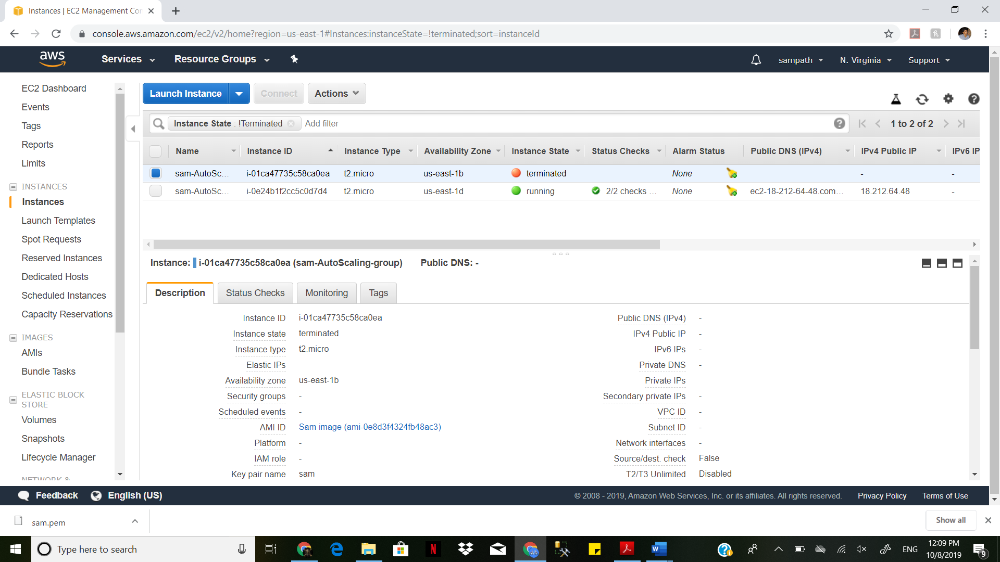 Instances | EC2 Management Con
console.aws.amazon.com/ec2/v2/home?region=us-east-1#Instances:instanceState=!terminated;sort=instanceId
aws
Services
Resource Groups
sampath
N. Virginia
Support
EC2 Dashboard
Events
Tags
Reports
Limits
INSTANCES
Instances
Launch Templates
Spot Requests
Reserved Instances
Dedicated Hosts
Scheduled Instances
Capacity Reservations
IMAGES
AMIs
Bundle Tasks
ELASTIC BLOCK
STORE
Volumes
Snapshots
Lifecycle Manager
NETWORK &
Launch Instance
Connect
Actions
Instance State : !Terminated
Add filter
1 to 2 of 2
Name Instance ID Instance Type Availability Zone Instance State Status Checks Alarm Status Public DNS (IPv4) IPv4 Public IP IPv6 IP
sam-AutoSc... i-01ca47735c58ca0ea t2.micro us-east-1b terminated None - -
sam-AutoSc... i-0e24b1f2cc5c0d7d4 t2.micro us-east-1d running 2/2 checks ... None ec2-18-212-64-48.com... 18.212.64.48 -
Instance: i-01ca47735c58ca0ea (sam-AutoScaling-group) Public DNS: -
Description
Status Checks
Monitoring
Tags
Instance ID i-01ca47735c58ca0ea
Instance state terminated
Instance type t2.micro
Elastic IPs
Availability zone us-east-1b
Security groups -
Scheduled events -
AMI ID Sam image (ami-0e8d3f4324fb48ac3)
Platform -
IAM role -
Key pair name sam
Public DNS (IPv4) -
IPv4 Public IP -
IPv6 IPs -
Private DNS -
Private IPs
Secondary private IPs -
VPC ID -
Subnet ID -
Network interfaces -
Source/dest. check False
T2/T3 Unlimited Disabled
Feedback
English (US)
© 2008 - 2019, Amazon Web Services, Inc. or its affiliates. All rights reserved.
Privacy Policy
Terms of Use
sam.pem
Show all
Type here to search
ENG
12:09 PM
10/8/2019
9